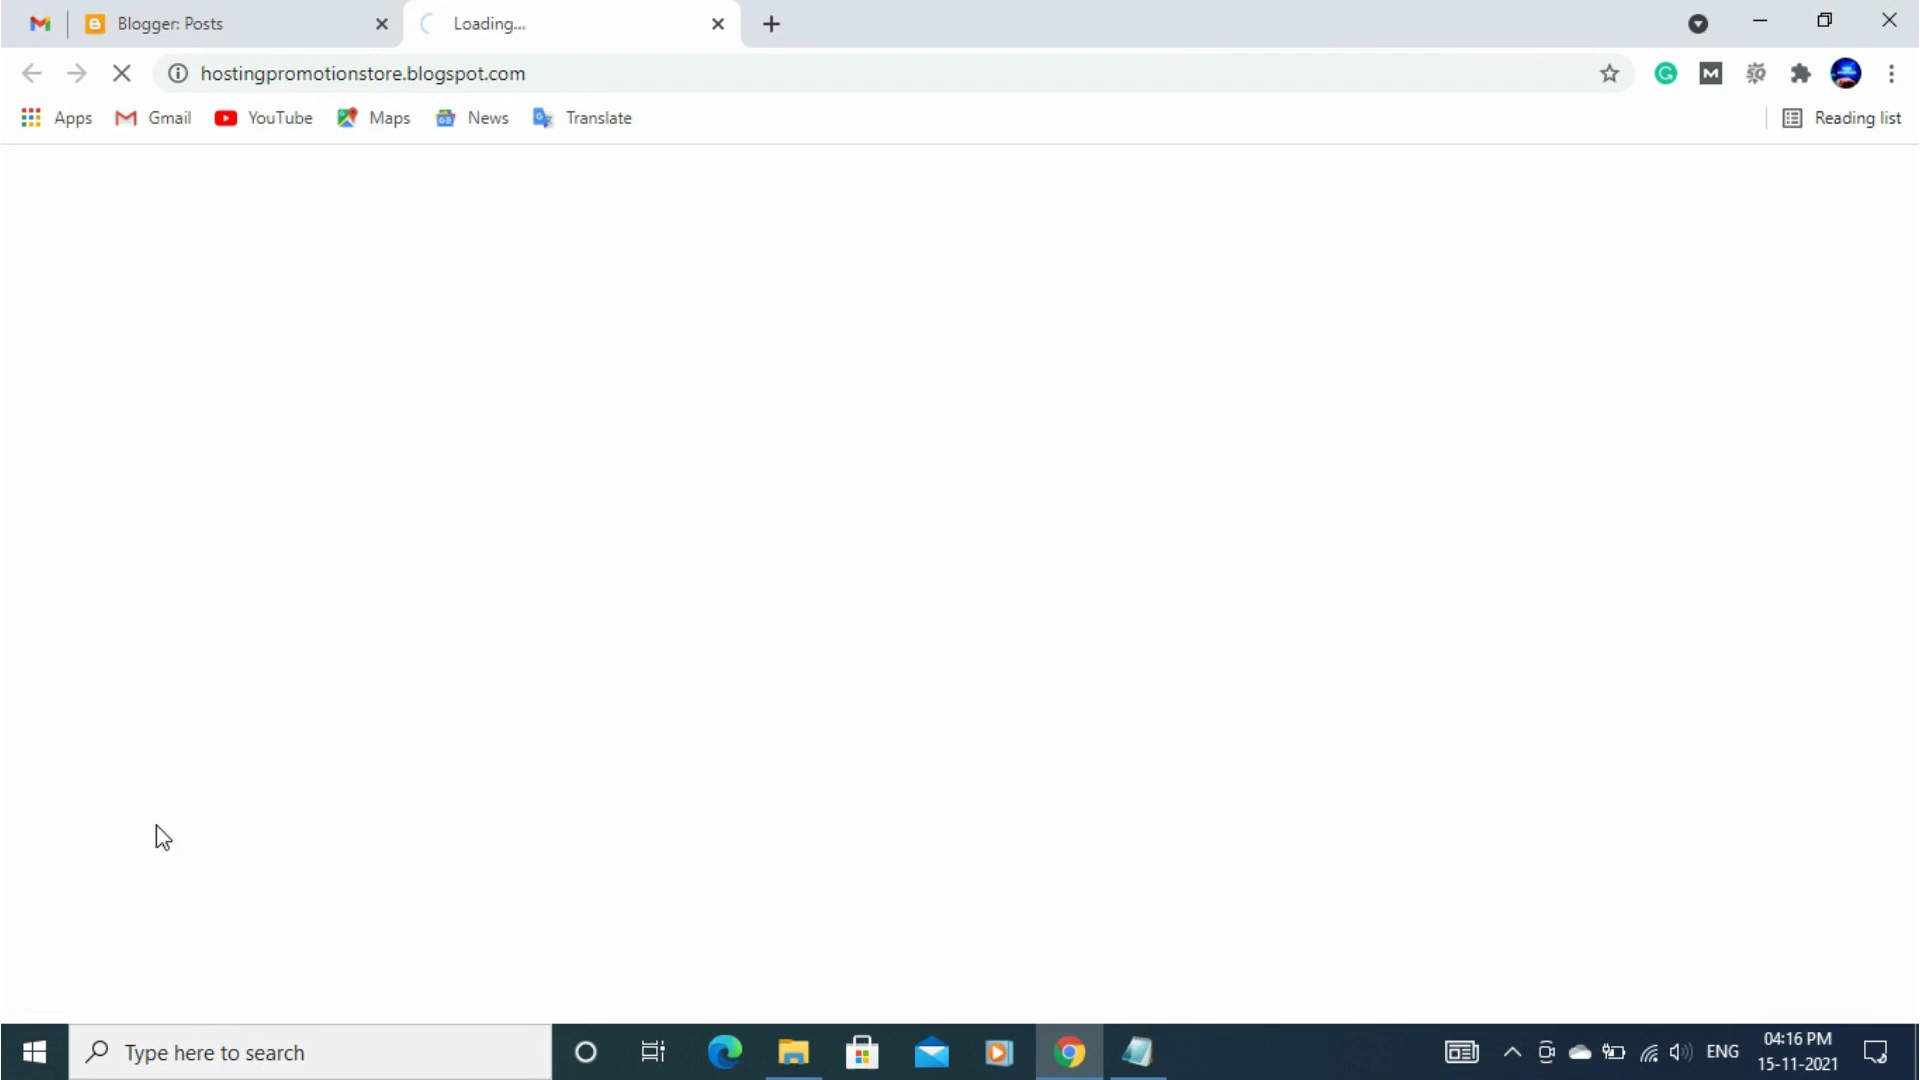 Blogger: Posts
Loading...
hostingpromotionstore.blogspot.com
Apps Gmail YouTube Maps News Translate Reading list
Type here to search
ENG
04:16 PM
15-11-2021